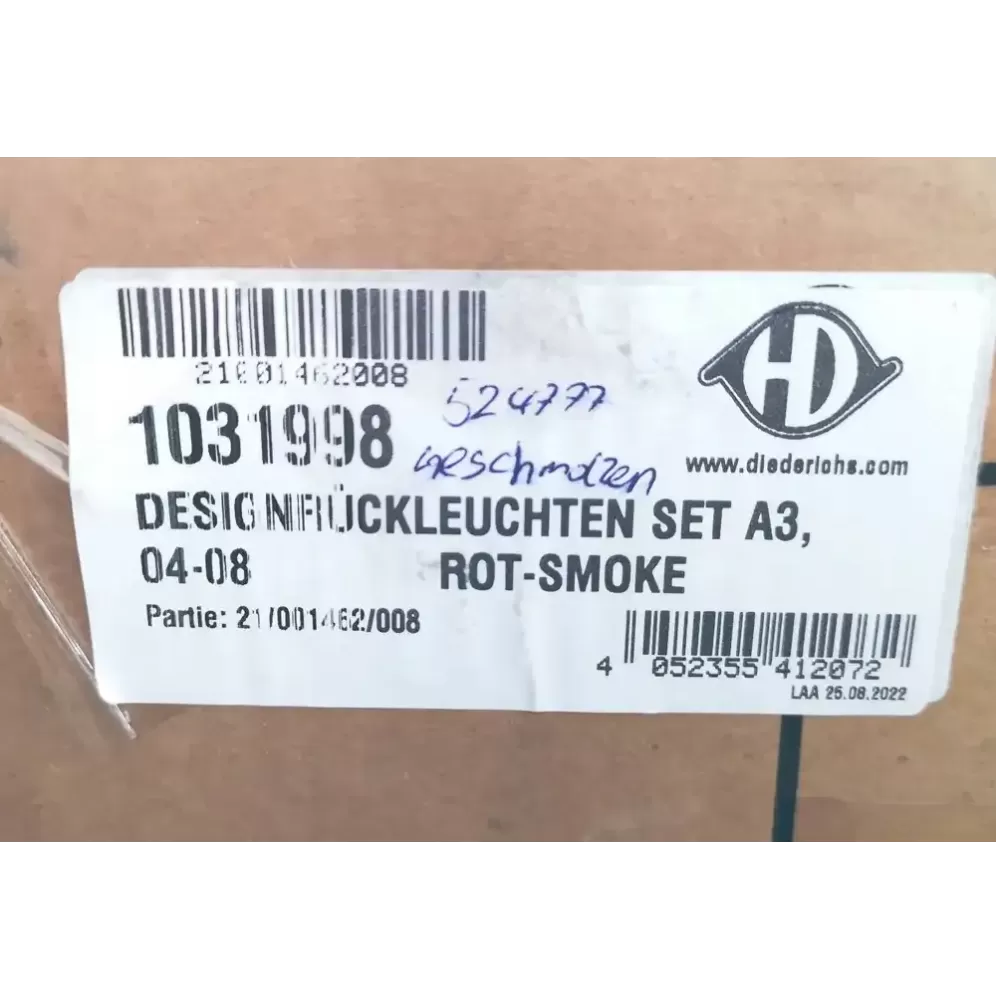 21001462008
HD
1031998
524777
www.diederichs.com
DESIGNRÜCKLEUCHTEN SET A3,
04-08 ROT-SMOKE
Partie: 21/001462/008
4 052355 412072
LAA 25.08.2022